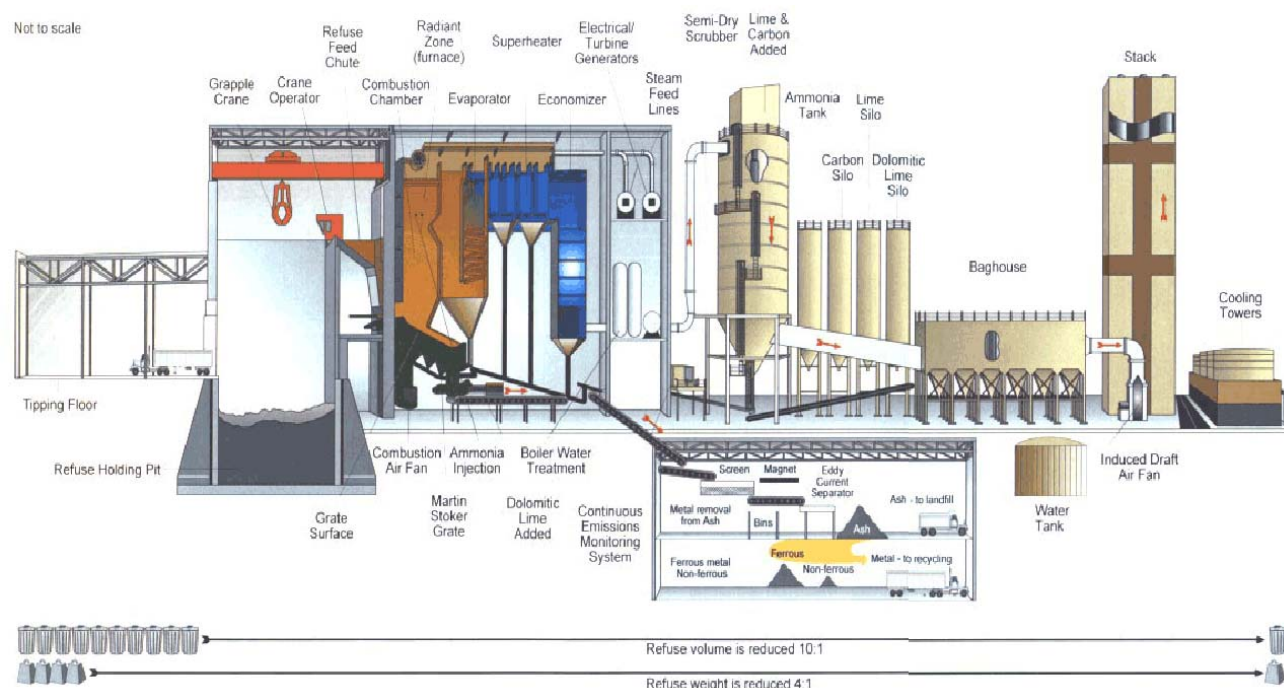 Not to scale
Grapple
Crane
Crane
Operator
Refuse
Feed
Chute
Combustion
Chamber
Radiant
Zone
(furnace)
Evaporator
Superheater
Economizer
Electrical/
Turbine
Generators
Steam
Feed
Lines
Semi-Dry
Scrubber
Lime &
Carbon
Added
Ammonia
Tank
Carbon
Silo
Lime
Silo
Dolomitic
Lime
Silo
Baghouse
Stack
Cooling
Towers
Tipping Floor
Refuse Holding Pit
Grate
Surface
Combustion
Air Fan
Martin
Stoker
Grate
Ammonia
Injection
Dolomitic
Lime
Added
Boiler Water
Treatment
Continuous
Emissions
Monitoring
System
Screen
Magnet
Eddy
Current
Separator
Metal removal
from Ash
Bins
Ash
Ash - to landfill
Ferrous metal
Non-ferrous
Ferrous
Non-ferrous
Metal - to recycling
Water
Tank
Induced Draft
Air Fan
Refuse volume is reduced 10:1
Refuse weight is reduced 4:1